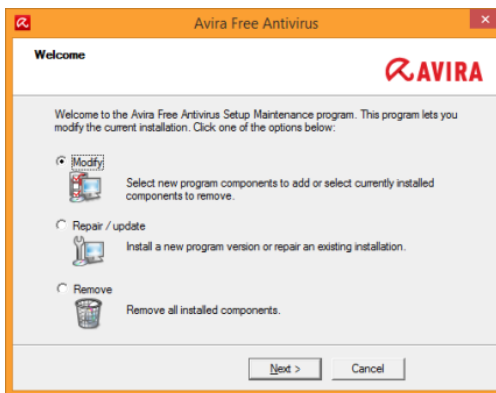 Avira Free Antivirus
Welcome
AVIRA
Welcome to the Avira Free Antivirus Setup Maintenance program. This program lets you
modify the current installation. Click one of the options below:
Modify
Select new program components to add or select currently installed
components to remove.
Repair / update
Install a new program version or repair an existing installation.
Remove
Remove all installed components.
Next >
Cancel